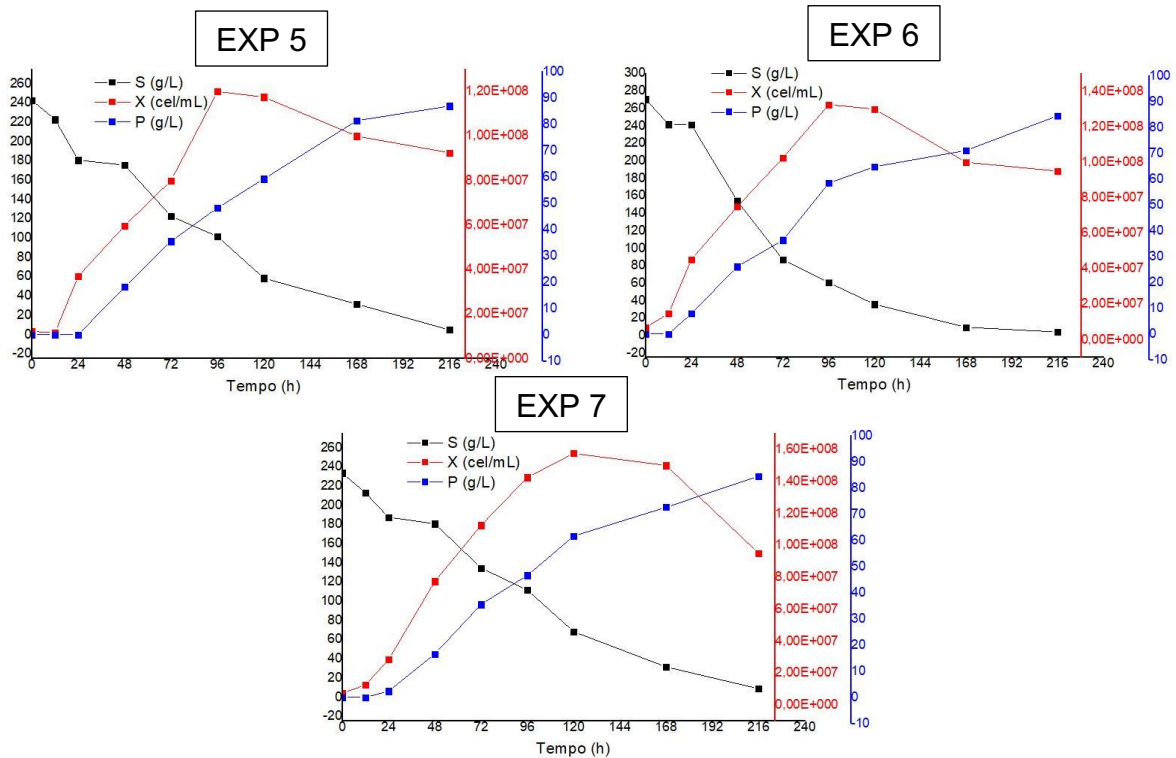 EXP 5
S (g/L)
X (cel/mL)
P (g/L)
260
240
220
200
180
160
140
120
100
80
60
40
20
0
-20
0 24 48 72 96 120 144 168 192 216 240
Tempo (h)
1,20E+008
1,00E+008
8,00E+007
6,00E+007
4,00E+007
2,00E+007
0,00E+000
100
90
80
70
60
50
40
30
20
10
0
-10
EXP 6
S (g/L)
X (cel/mL)
P (g/L)
300
280
260
240
220
200
180
160
140
120
100
80
60
40
20
0
-20
0 24 48 72 96 120 144 168 192 216 240
Tempo (h)
1,40E+008
1,20E+008
1,00E+008
8,00E+007
6,00E+007
4,00E+007
2,00E+007
0,00E+000
100
90
80
70
60
50
40
30
20
10
0
-10
EXP 7
S (g/L)
X (cel/mL)
P (g/L)
260
240
220
200
180
160
140
120
100
80
60
40
20
0
-20
0 24 48 72 96 120 144 168 192 216 240
Tempo (h)
1,60E+008
1,40E+008
1,20E+008
1,00E+008
8,00E+007
6,00E+007
4,00E+007
2,00E+007
0,00E+000
100
90
80
70
60
50
40
30
20
10
0
-10